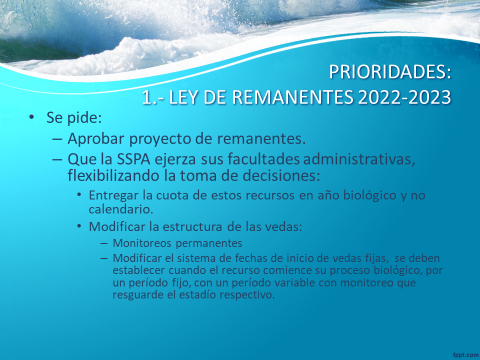 PRIORIDADES:
1.- LEY DE REMANENTES 2022-2023
• Se pide:
– Aprobar proyecto de remanentes.
– Que la SSPA ejerza sus facultades administrativas,
flexibilizando la toma de decisiones:
• Entregar la cuota de estos recursos en año biológico y no
calendario.
• Modificar la estructura de las vedas:
– Monitoreos permanentes
– Modificar el sistema de fechas de inicio de vedas fijas, se deben
establecer cuando el recurso comience su proceso biológico, por
un período fijo, con un período variable con monitoreo que
resguarde el estadío respectivo.
fppt.com